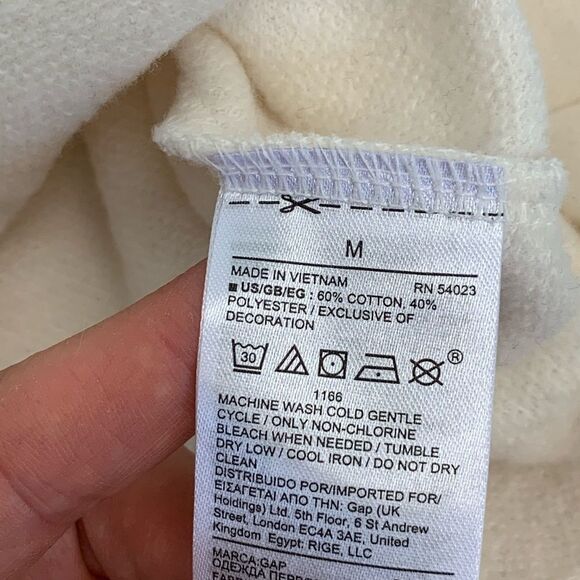 M
MADE IN VIETNAM RN 54023
US/GB/EG : 60% COTTON, 40%
POLYESTER / EXCLUSIVE OF
DECORATION
30
®
1166
MACHINE WASH COLD GENTLE
CYCLE / ONLY NON-CHLORINE
BLEACH WHEN NEEDED / TUMBLE
DRY LOW / COOL IRON / DO NOT DRY
CLEAN
DISTRIBUIDO POR/IMPORTED FOR/
ΕΙΣΑΓΕΤΑΙ ΑΠΟ ΤΗΝ: Gap (UK
Holdings) Ltd. 5th Floor, 6 St Andrew
Street, London EC4A 3AE, United
Kingdom Egypt: RIGE, LLC
МАРКА:GAP